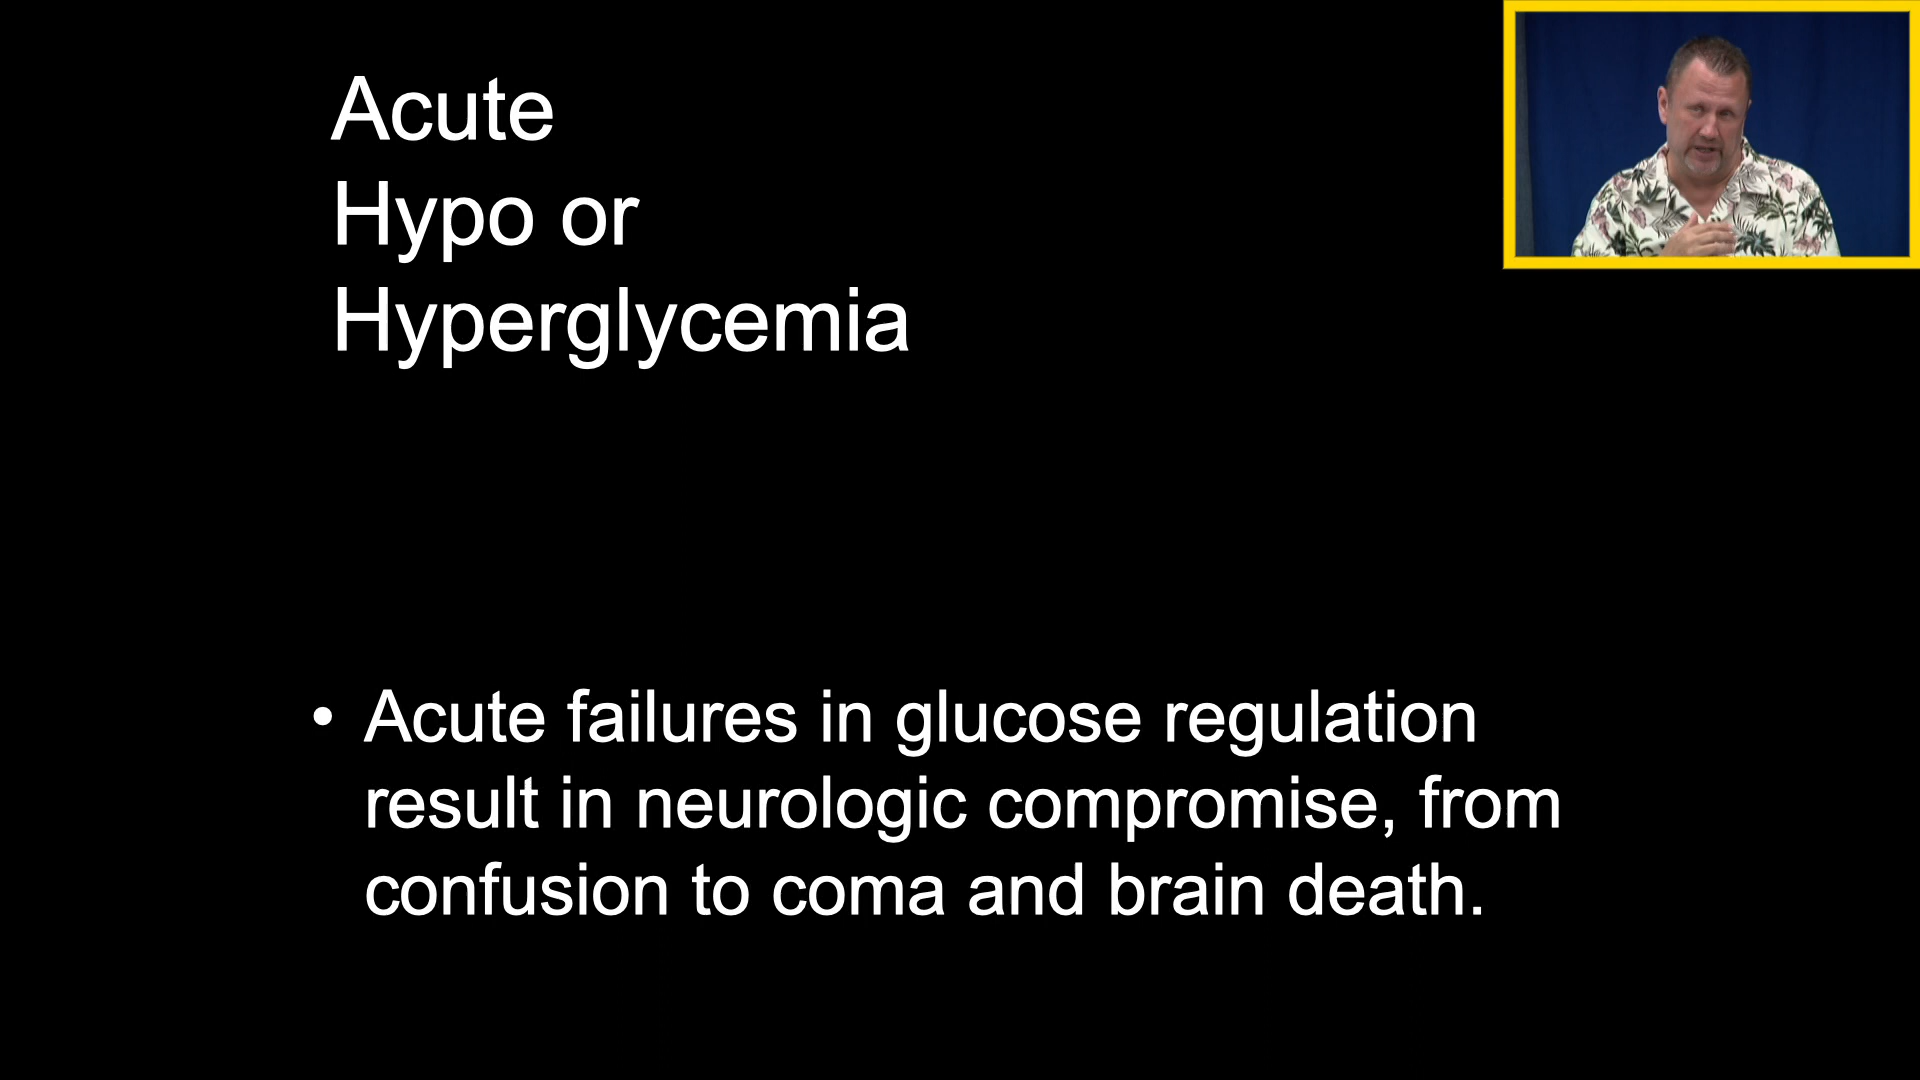 Acute
Hypo or
Hyperglycemia
• Acute failures in glucose regulation
result in neurologic compromise, from
confusion to coma and brain death.